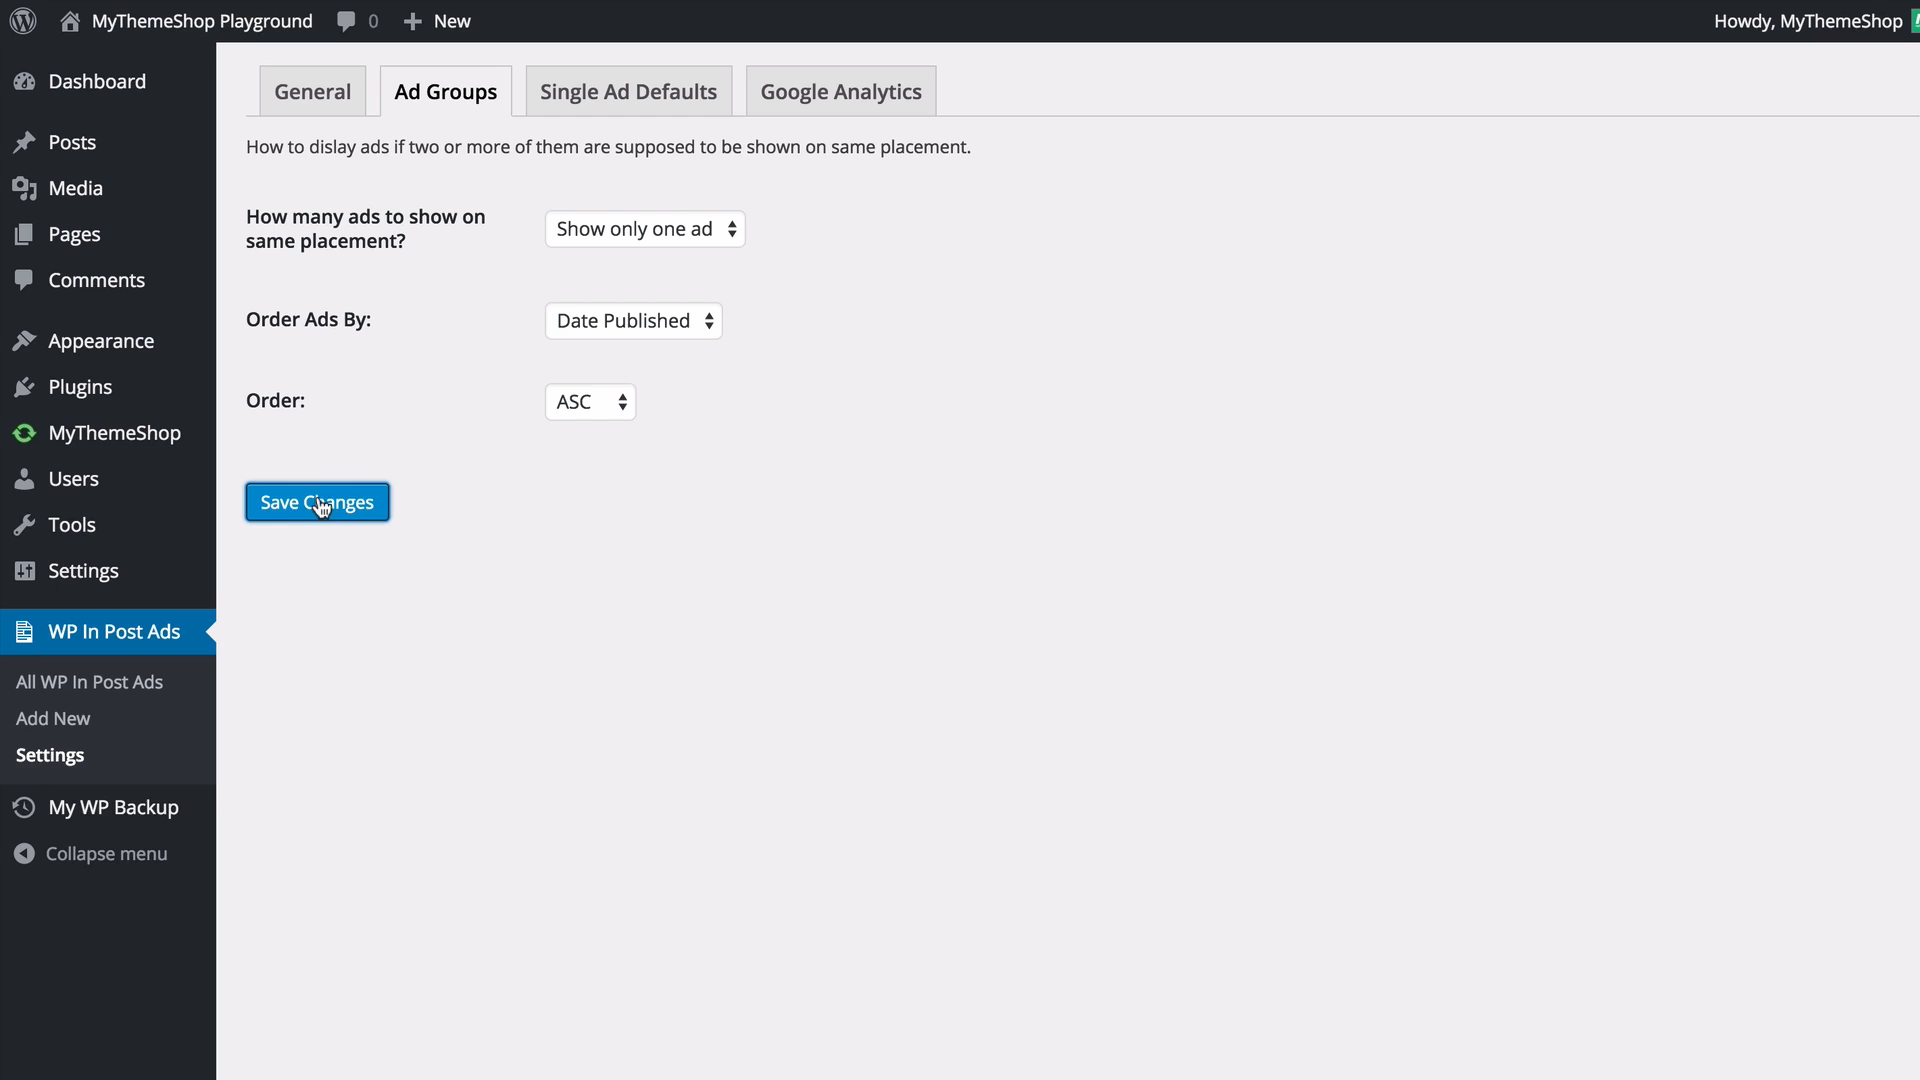 MyThemeShop Playground 0 New Howdy, MyThemeShop
Dashboard
Posts
Media
Pages
Comments
Appearance
Plugins
MyThemeShop
Users
Tools
Settings
WP In Post Ads
All WP In Post Ads
Add New
Settings
My WP Backup
Collapse menu
General Ad Groups Single Ad Defaults Google Analytics
How to dislay ads if two or more of them are supposed to be shown on same placement.
How many ads to show on
same placement?
Show only one ad
Order Ads By: Date Published
Order: ASC
Save Changes